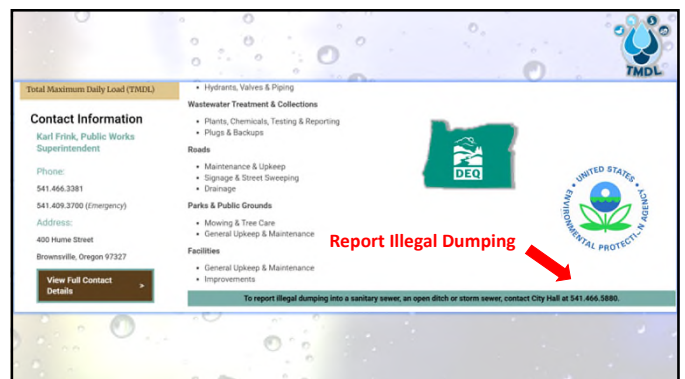 TMDL
Total Maximum Daily Load (TMDL)
Contact Information
Karl Frink, Public Works
Superintendent
Phone:
541.466.3381
541.409.3700 (Emergency)
Address:
400 Hume Street
Brownsville, Oregon 97327
View Full Contact
Details >
• Hydrants, Valves & Piping
Wastewater Treatment & Collections
• Plants, Chemicals, Testing & Reporting
• Plugs & Backups
Roads
• Maintenance & Upkeep
• Signage & Street Sweeping
• Drainage
Parks & Public Grounds
• Mowing & Tree Care
• General Upkeep & Maintenance
Facilities
• General Upkeep & Maintenance
• Improvements
DEQ
UNITED STATES
ENVIRONMENTAL PROTECTION AGENCY
Report Illegal Dumping
To report illegal dumping into a sanitary sewer, an open ditch or storm sewer, contact City Hall at 541.466.5880.